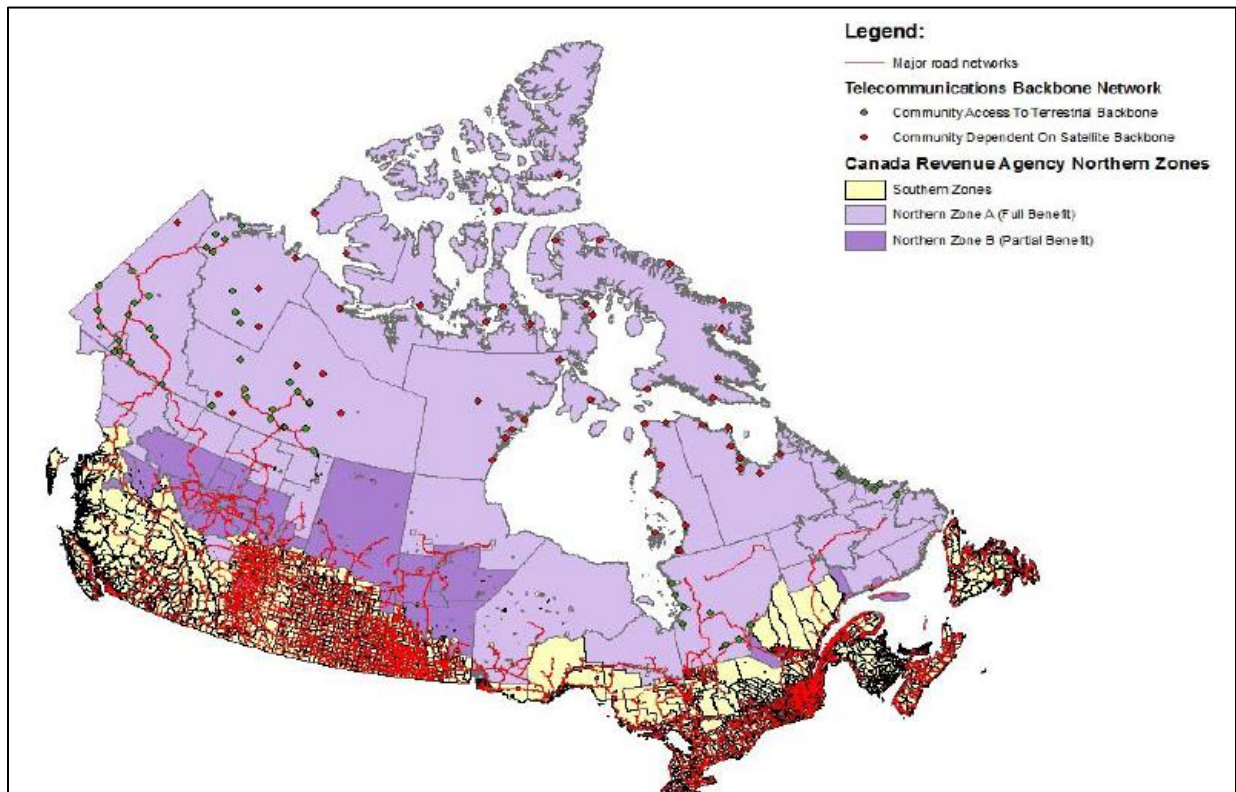 Legend:
Major road networks
Telecommunications Backbone Network
Community Access To Terrestrial Backbone
Community Dependent On Satellite Backbone
Canada Revenue Agency Northern Zones
Southern Zones
Northern Zone A (Full Benefit)
Northern Zone B (Partial Benefit)